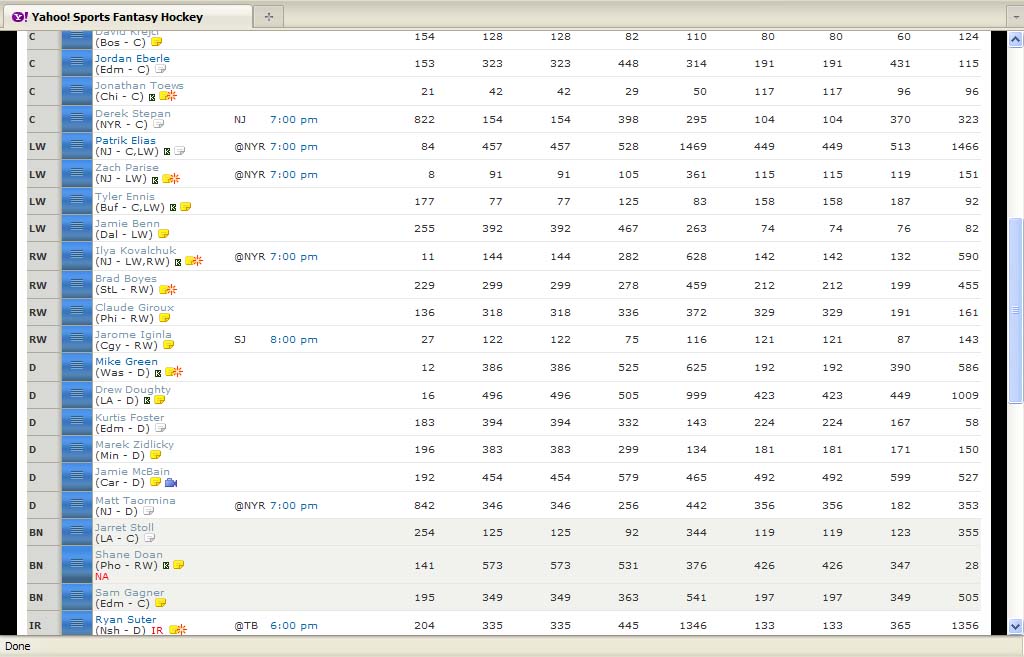 Y! Yahoo! Sports Fantasy Hockey
C David Krejci 154 128 128 82 110 80 80 60 124
(Bos - C)
C Jordan Eberle 153 323 323 448 314 191 191 431 115
(Edm - C)
C Jonathan Toews 21 42 42 29 50 117 117 96 96
(Chi - C)
C Derek Stepan NJ 7:00 pm 822 154 154 398 295 104 104 370 323
(NYR - C)
LW Patrik Elias @NYR 7:00 pm 84 457 457 528 1469 449 449 513 1466
(NJ - C,LW)
LW Zach Parise @NYR 7:00 pm 8 91 91 105 361 115 115 119 151
(NJ - LW)
LW Tyler Ennis 177 77 77 125 83 158 158 187 92
(Buf - C,LW)
LW Jamie Benn 255 392 392 467 263 74 74 76 82
(Dal - LW)
RW Ilya Kovalchuk @NYR 7:00 pm 11 144 144 282 628 142 142 132 590
(NJ - LW,RW)
RW Brad Boyes 229 299 299 278 459 212 212 199 455
(StL - RW)
RW Claude Giroux 136 318 318 336 372 329 329 191 161
(Phi - RW)
RW Jarome Iginla SJ 8:00 pm 27 122 122 75 116 121 121 87 143
(Cgy - RW)
D Mike Green 12 386 386 525 625 192 192 390 586
(Was - D)
D Drew Doughty 16 496 496 505 999 423 423 449 1009
(LA - D)
D Kurtis Foster 183 394 394 332 143 224 224 167 58
(Edm - D)
D Marek Zidlicky 196 383 383 299 134 181 181 171 150
(Min - D)
D Jamie McBain 192 454 454 579 465 492 492 599 527
(Car - D)
D Matt Taormina @NYR 7:00 pm 842 346 346 256 442 356 356 182 353
(NJ - D)
BN Jarret Stoll 254 125 125 92 344 119 119 123 355
(LA - C)
BN Shane Doan 141 573 573 531 376 426 426 347 28
(Pho - RW)
NA
BN Sam Gagner 195 349 349 363 541 197 197 349 505
(Edm - C)
IR Ryan Suter @TB 6:00 pm 204 335 335 445 1346 133 133 365 1356
(Nsh - D) IR
Done